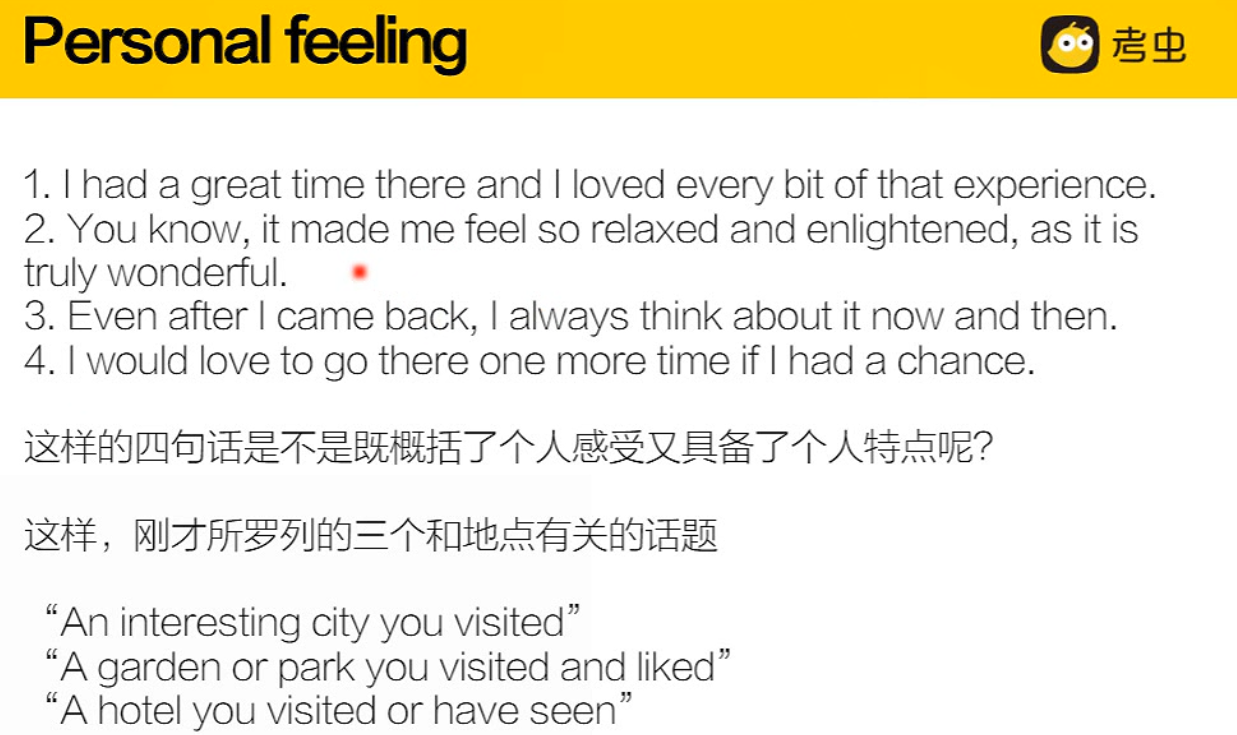 Personal feeling
考虫
1. I had a great time there and I loved every bit of that experience.
2. You know, it made me feel so relaxed and enlightened, as it is
truly wonderful.
3. Even after I came back, I always think about it now and then.
4. I would love to go there one more time if I had a chance.
这样的四句话是不是既概括了个人感受又具备了个人特点呢？
这样，刚才所罗列的三个和地点有关的话题
“An interesting city you visited”
“A garden or park you visited and liked”
“A hotel you visited or have seen”